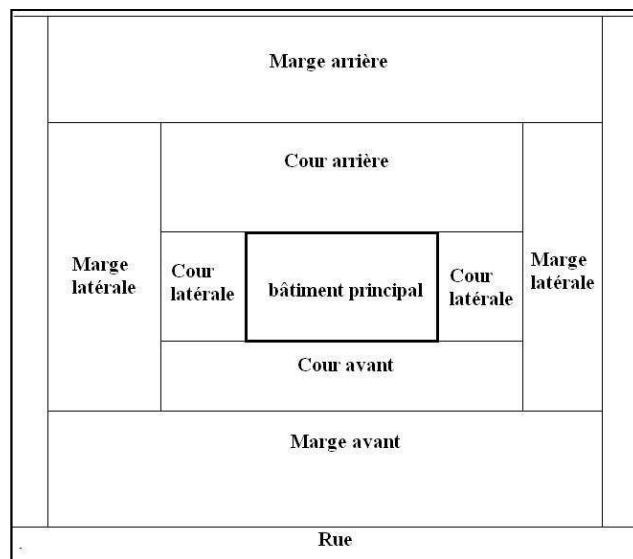 Marge arrière
Cour arrière
Marge
latérale
Cour
latérale
bâtiment principal
Cour
latérale
Marge
latérale
Cour avant
Marge avant
Rue